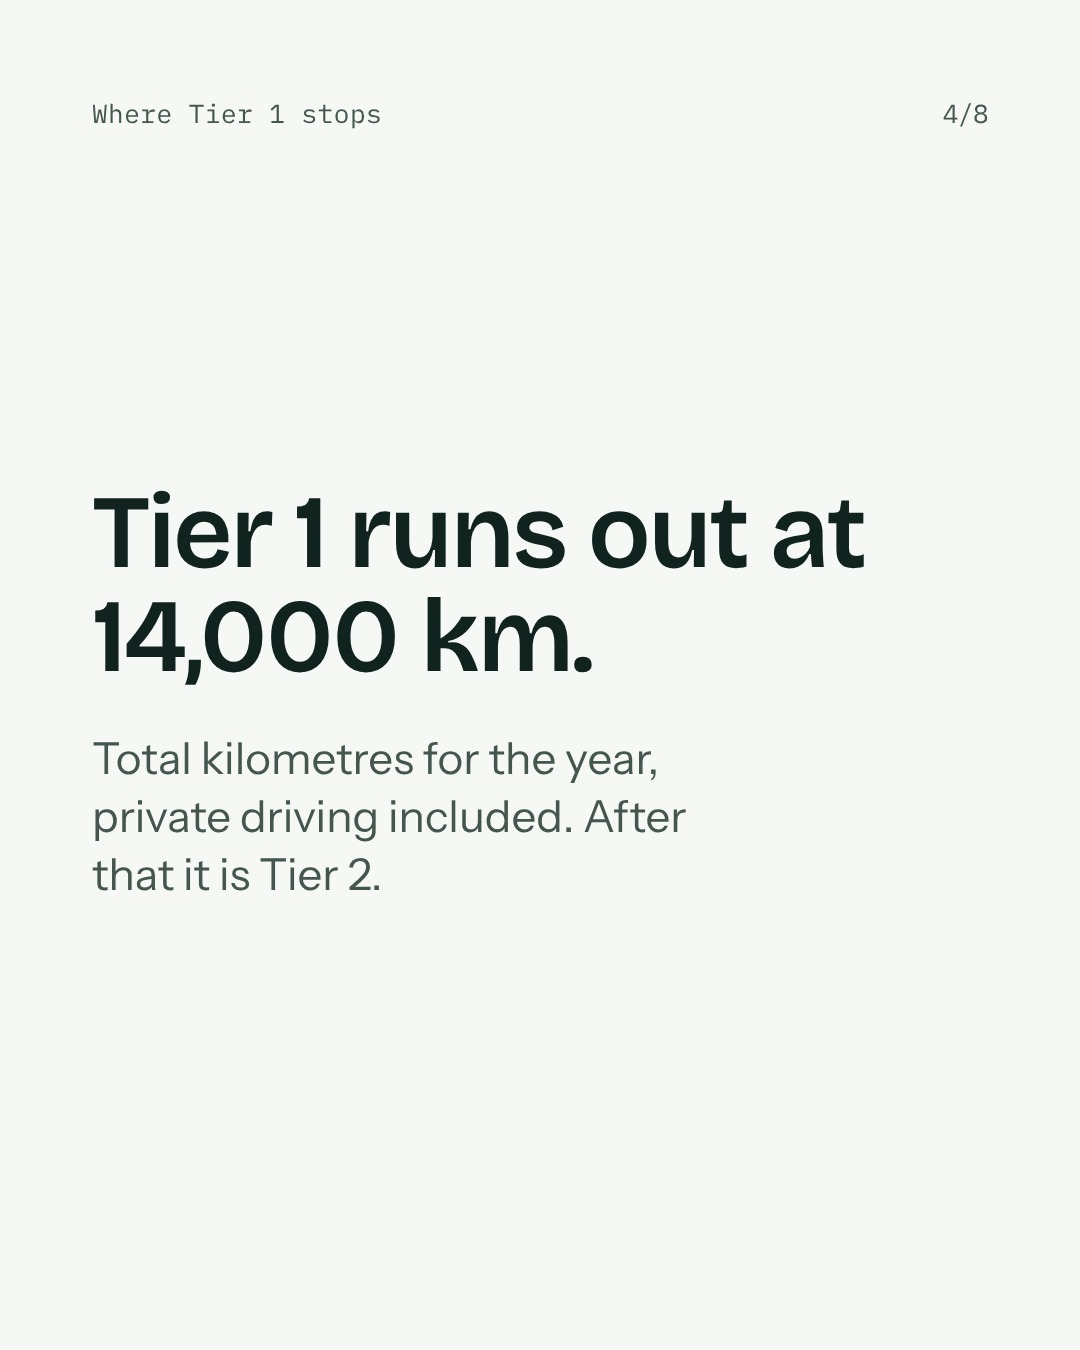 Where Tier 1 stops
4/8
Tier 1 runs out at
14,000 km.
Total kilometres for the year,
private driving included. After
that it is Tier 2.